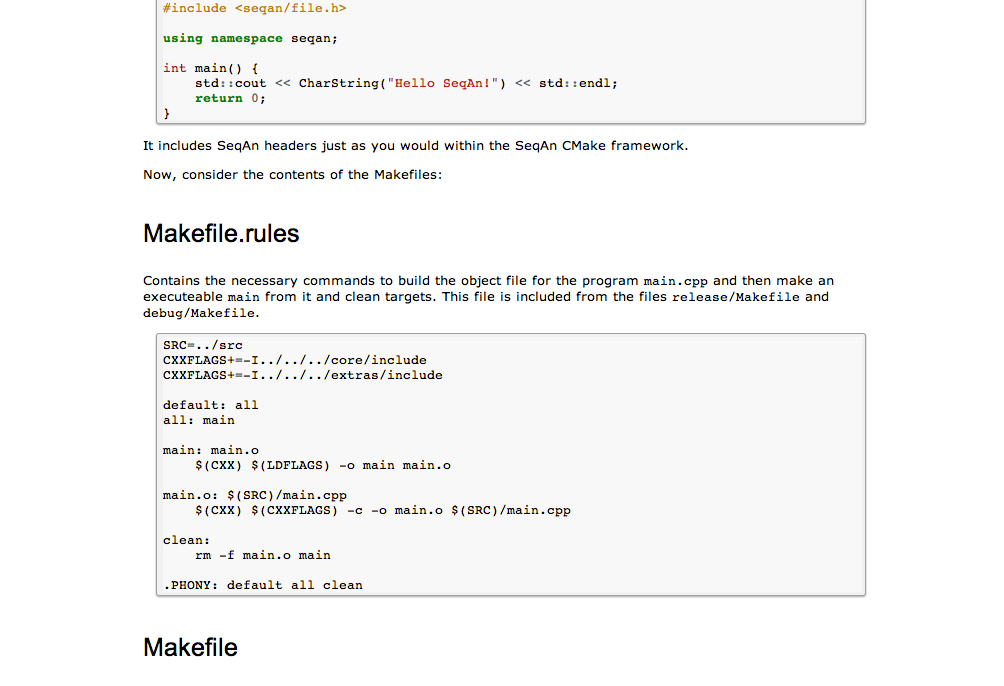 #include <seqan/file.h>
using namespace seqan;
int main() {
    std::cout << CharString("Hello SeqAn!") << std::endl;
    return 0;
}
It includes SeqAn headers just as you would within the SeqAn CMake framework.
Now, consider the contents of the Makefiles:
Makefile.rules
Contains the necessary commands to build the object file for the program main.cpp and then make an
executeable main from it and clean targets. This file is included from the files release/Makefile and
debug/Makefile.
SRC=../src
CXXFLAGS+=-I../../../core/include
CXXFLAGS+=-I../../../extras/include
default: all
all: main
main: main.o
    $(CXX) $(LDFLAGS) -o main main.o
main.o: $(SRC)/main.cpp
    $(CXX) $(CXXFLAGS) -c -o main.o $(SRC)/main.cpp
clean:
    rm -f main.o main
.PHONY: default all clean
Makefile